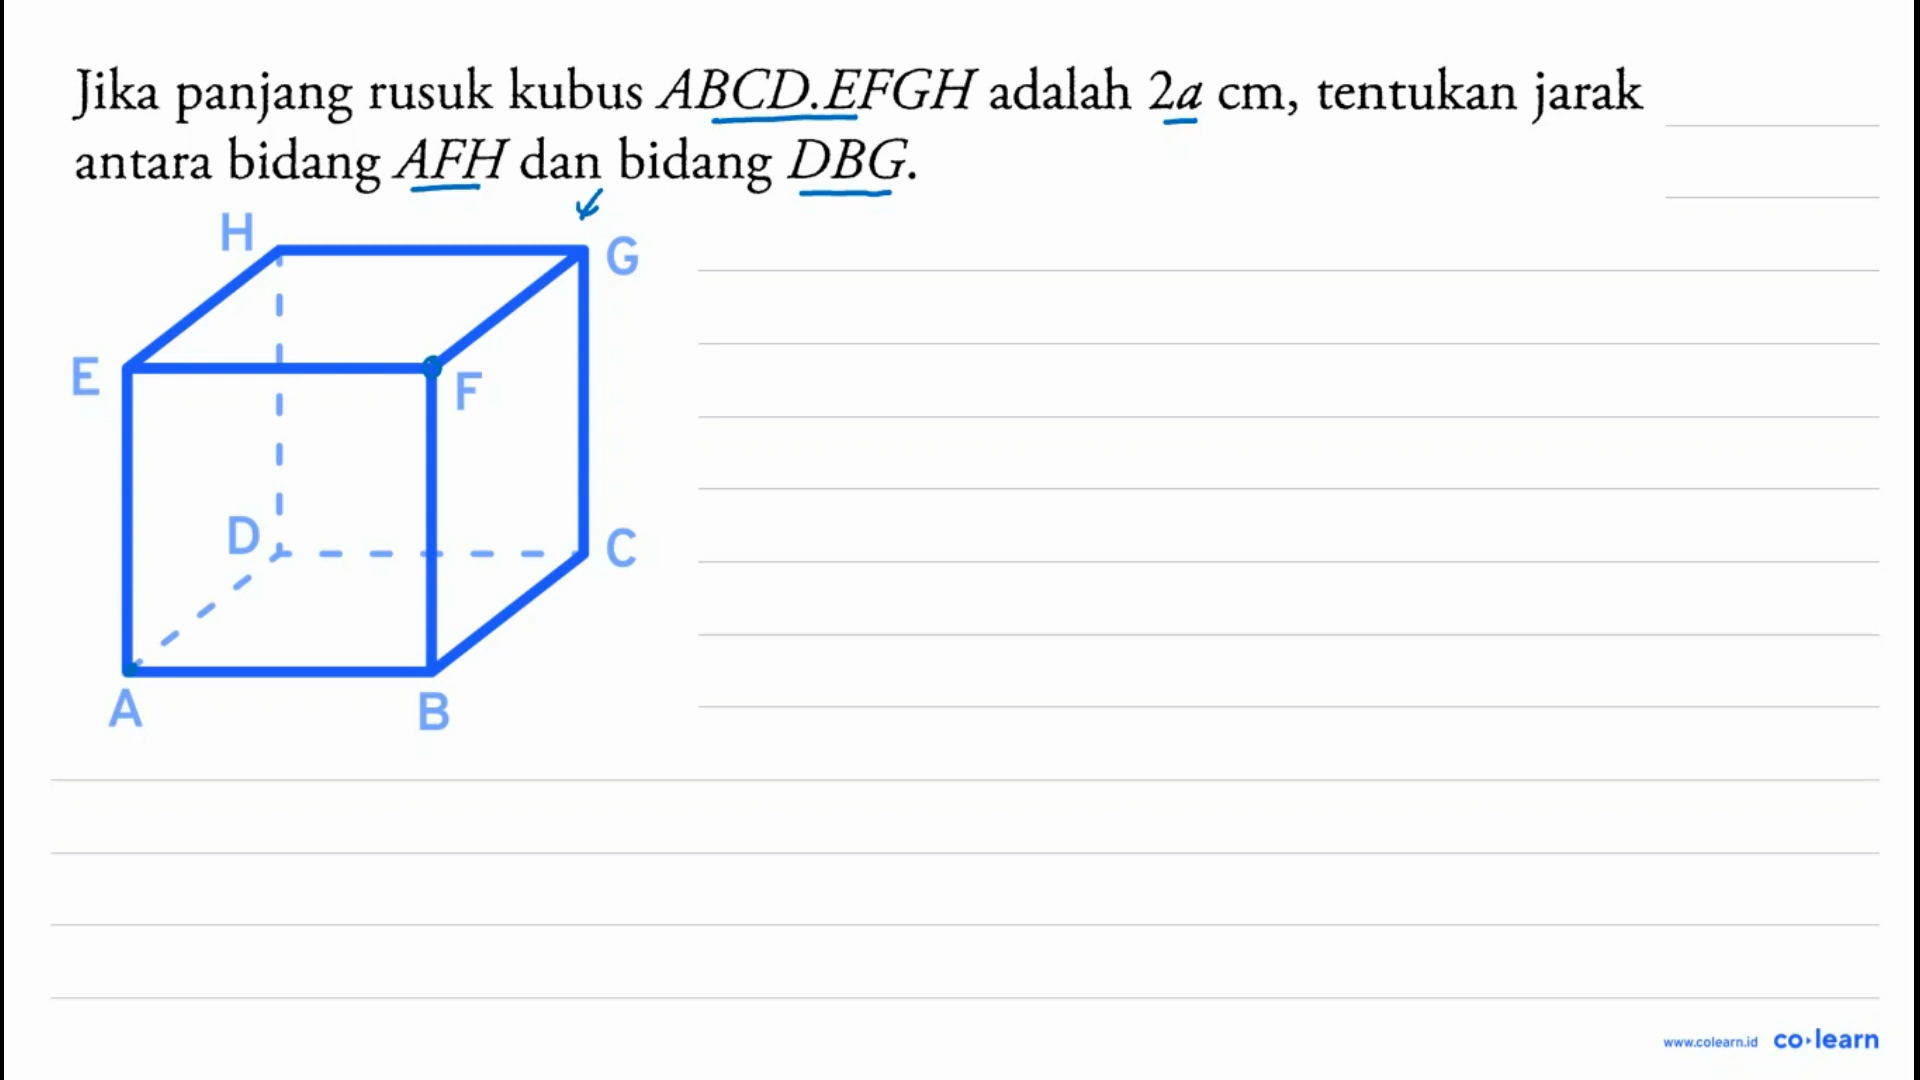 Jika panjang rusuk kubus ABCD.EFGH adalah 2a cm, tentukan jarak
antara bidang AFH dan bidang DBG.
H
G
E
F
D
C
A
B
www.colearn.id co·learn